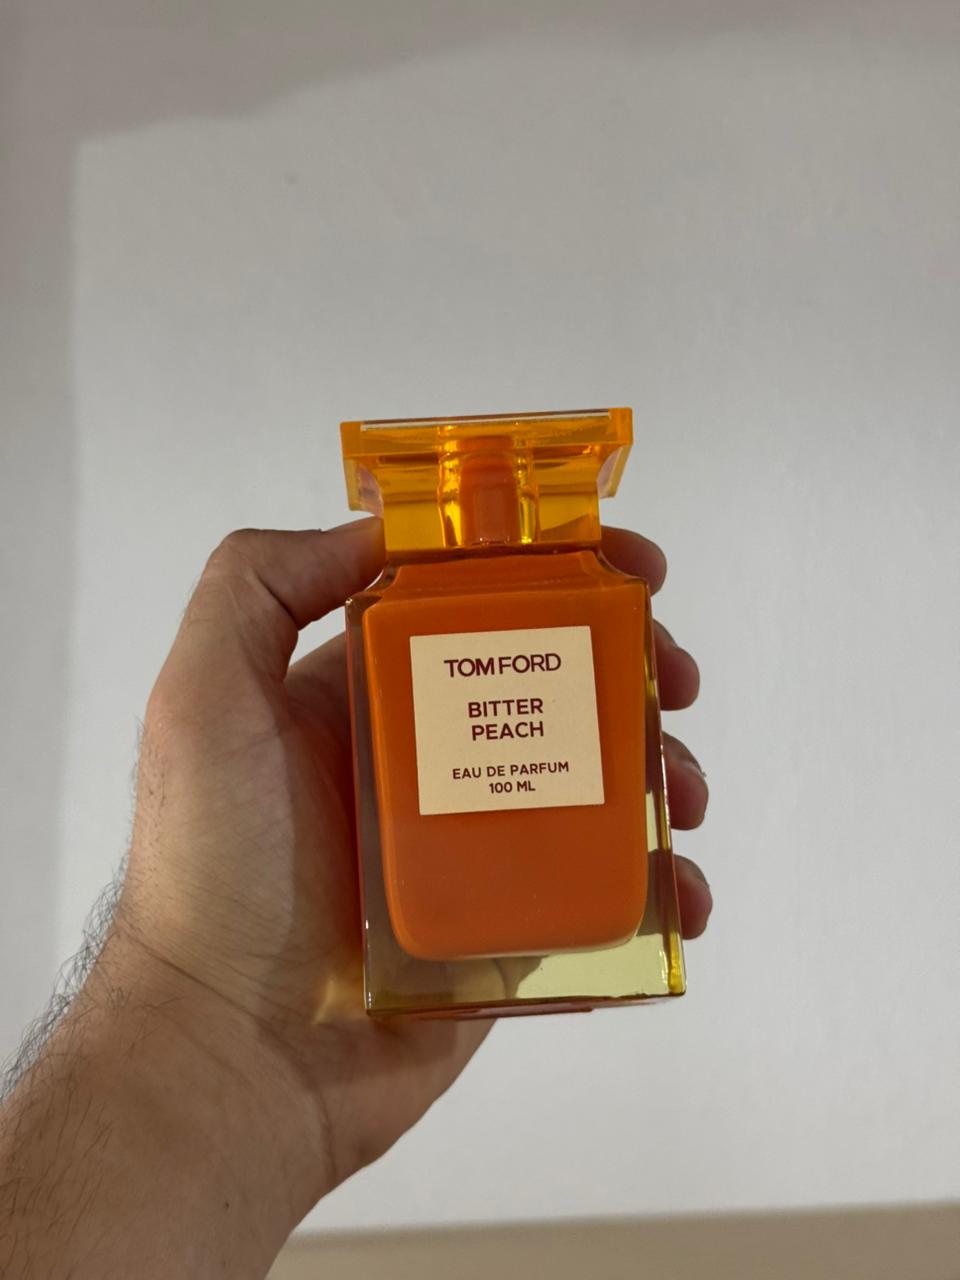 TOM FORD
BITTER
PEACH
EAU DE PARFUM
100 ML